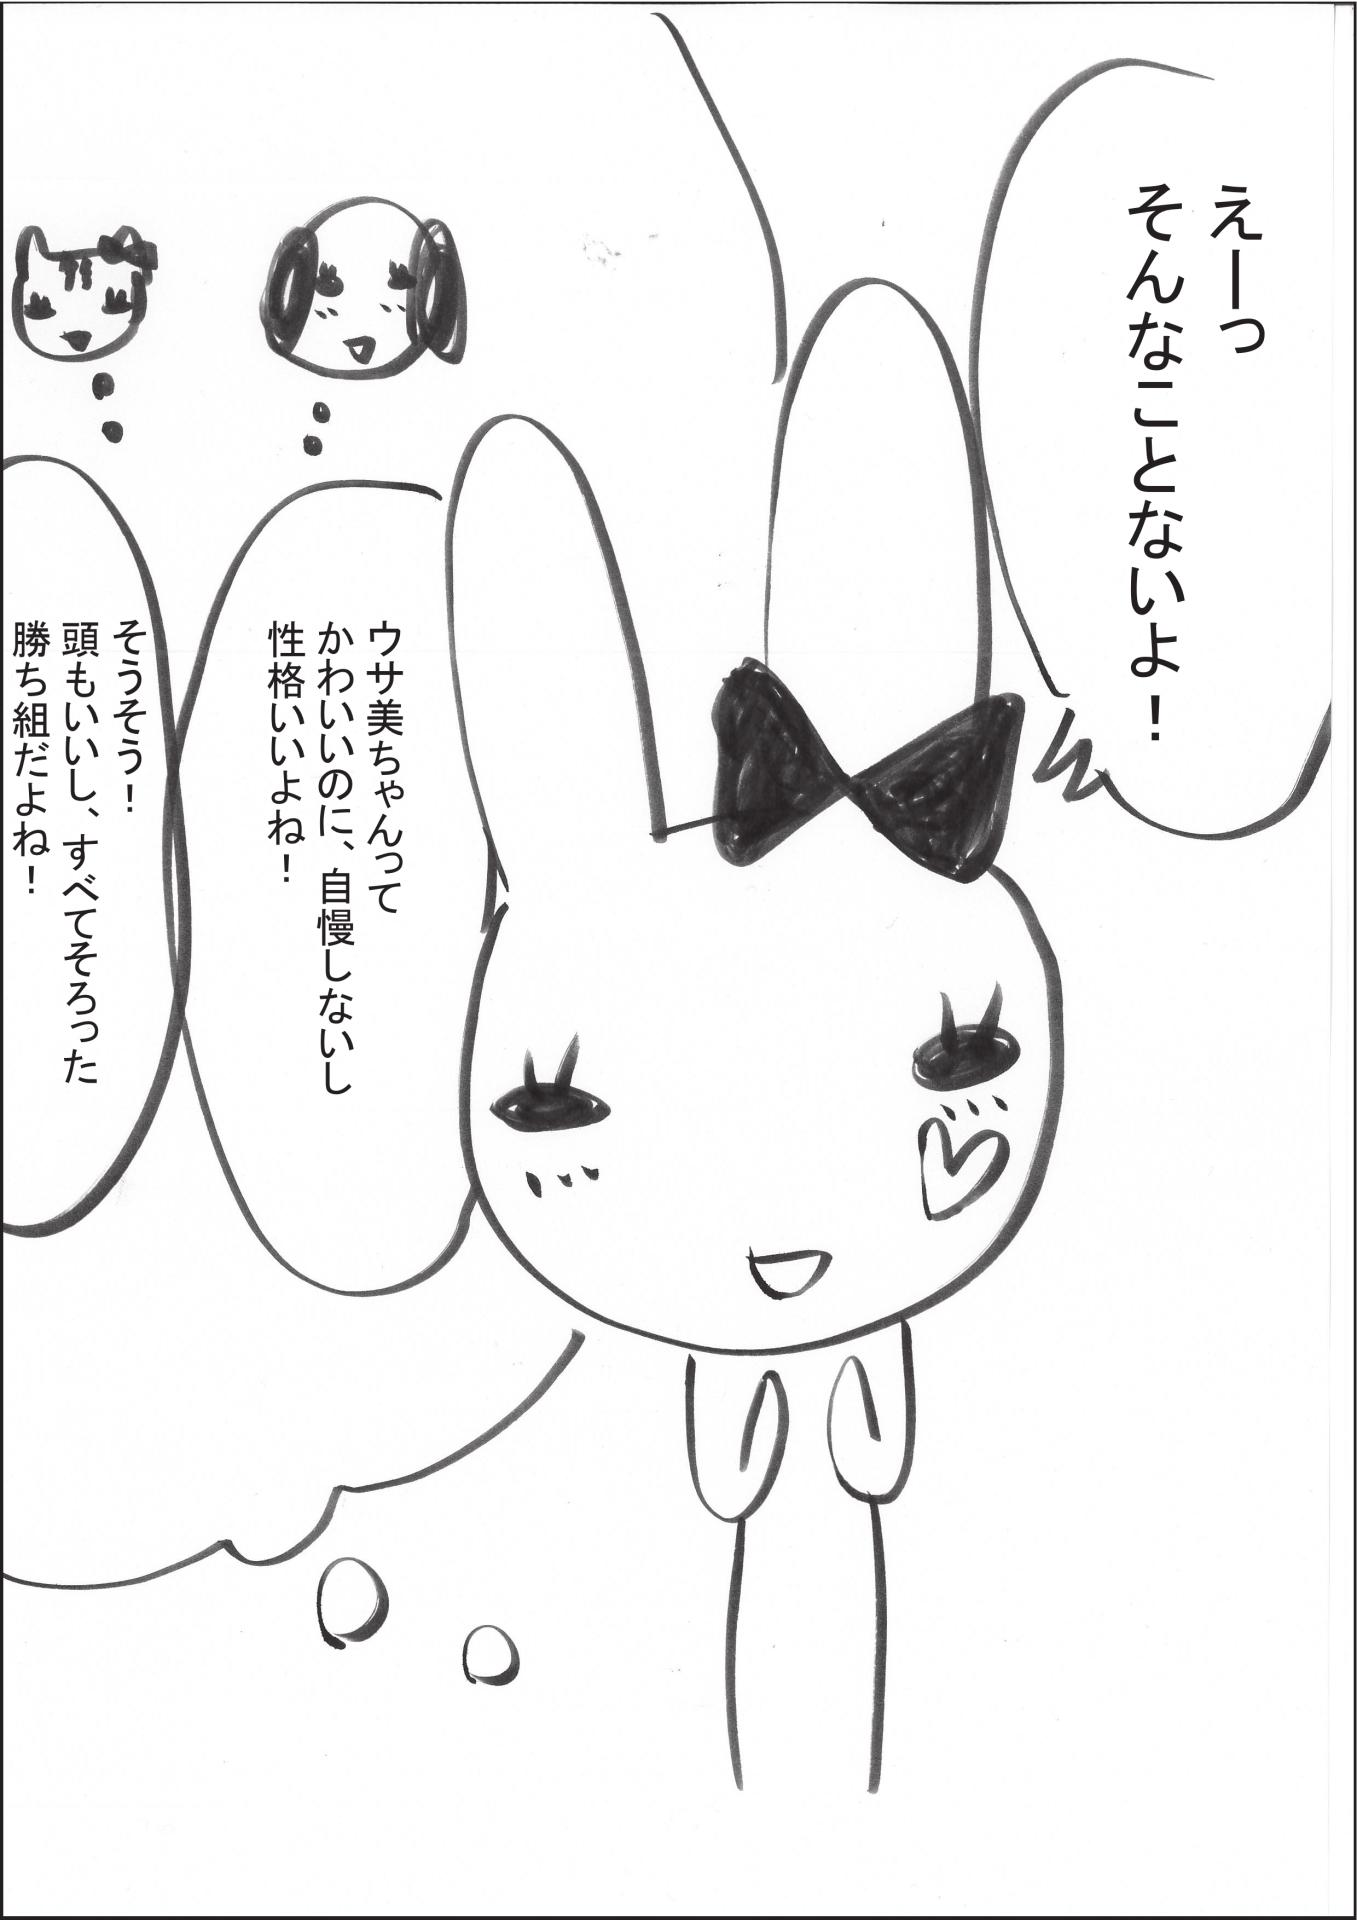 えーっ
そんなことないよ！
ウサ美ちゃんって
かわいいのに、自慢しないし
性格いいよね！
そうそう！
頭もいいし、すべてそろった
勝ち組だよね！